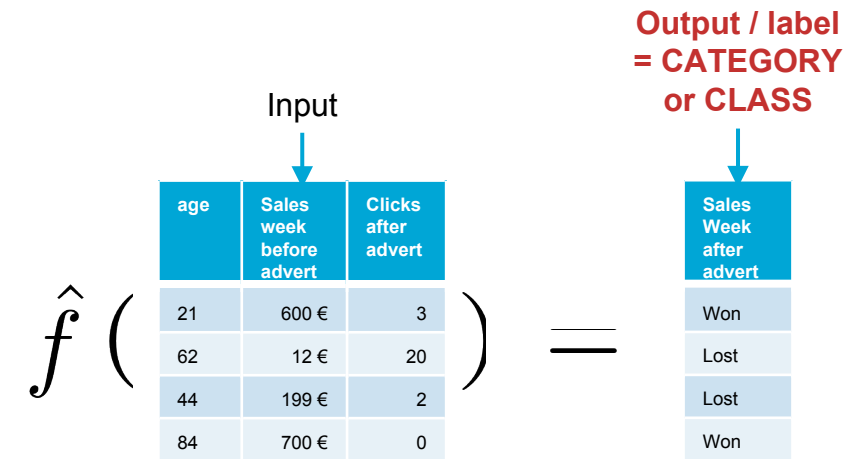 Output / label
= CATEGORY
or CLASS
Input
age Sales Clicks Sales
week after Week
before advert after
advert advert
f̂ ( ) =
21 600 € 3 Won
62 12 € 20 Lost
44 199 € 2 Lost
84 700 € 0 Won